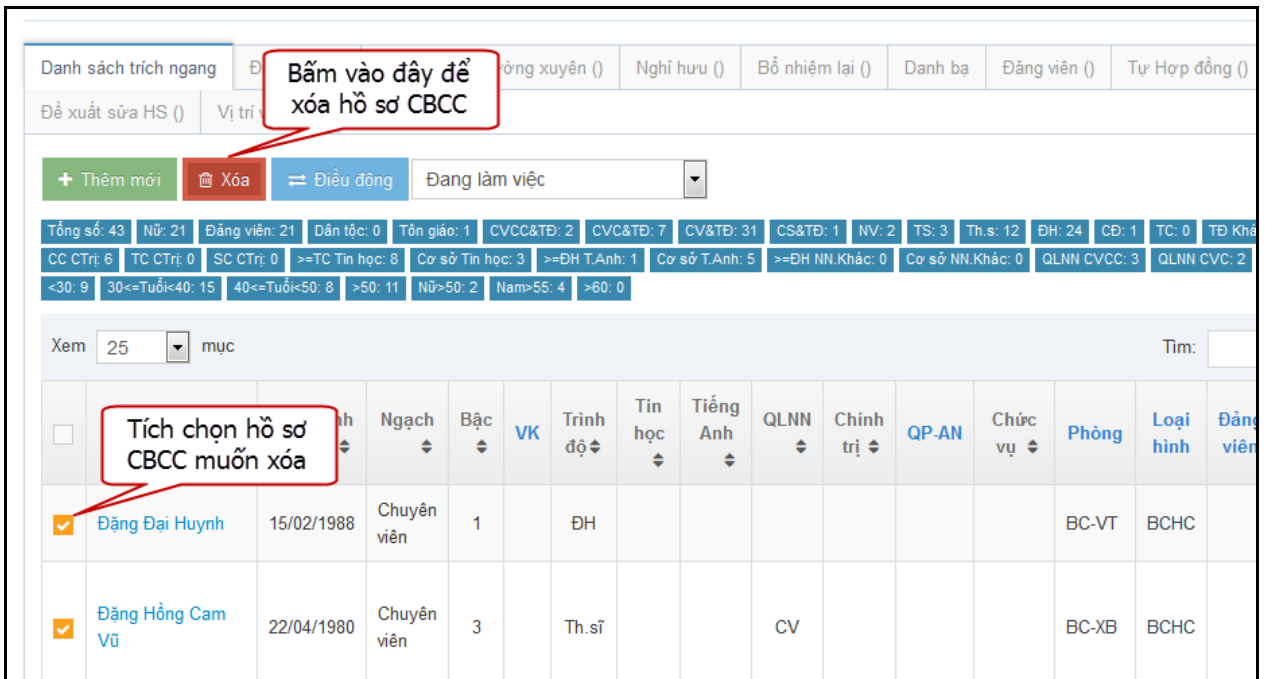 Danh sách trích ngang Đ ường xuyên () Nghỉ hưu () Bổ nhiệm lại () Danh bạ Đảng viên () Tự Hợp đồng ()
Bấm vào đây để
xóa hồ sơ CBCC
Đề xuất sửa HS () Vị trí
Thêm mới Xóa Điều động Đang làm việc
Tổng số: 43 Nữ: 21 Đảng viên: 21 Dân tộc: 0 Tôn giáo: 1 CVCC&TĐ: 2 CVC&TĐ: 7 CV&TĐ: 31 CS&TĐ: 1 NV: 2 TS: 3 Th.s: 12 ĐH: 24 CĐ: 1 TC: 0 TĐ Khá
CC CTrị: 6 TC CTrị: 0 SC CTrị: 0 >=TC Tin học: 8 Cơ sở Tin học: 3 >=ĐH T.Anh: 1 Cơ sở T.Anh: 5 >=ĐH NN.Khác: 0 Cơ sở NN.Khác: 0 QLNN CVCC: 3 QLNN CVC: 2
<30: 9 30<=Tuổi<40: 15 40<=Tuổi<50: 8 >50: 11 Nữ>50: 2 Nam>55: 4 >60: 0
Xem 25 mục Tìm:
Tích chọn hồ sơ
CBCC muốn xóa
nh Ngạch Bậc VK Trình độ Tin học Tiếng Anh QLNN Chính trị QP-AN Chức vụ Phòng Loại hình Đảng viên
Đặng Đại Huynh 15/02/1988 Chuyên viên 1 ĐH BC-VT BCHC
Đặng Hồng Cam Vũ 22/04/1980 Chuyên viên 3 Th.sĩ CV BC-XB BCHC